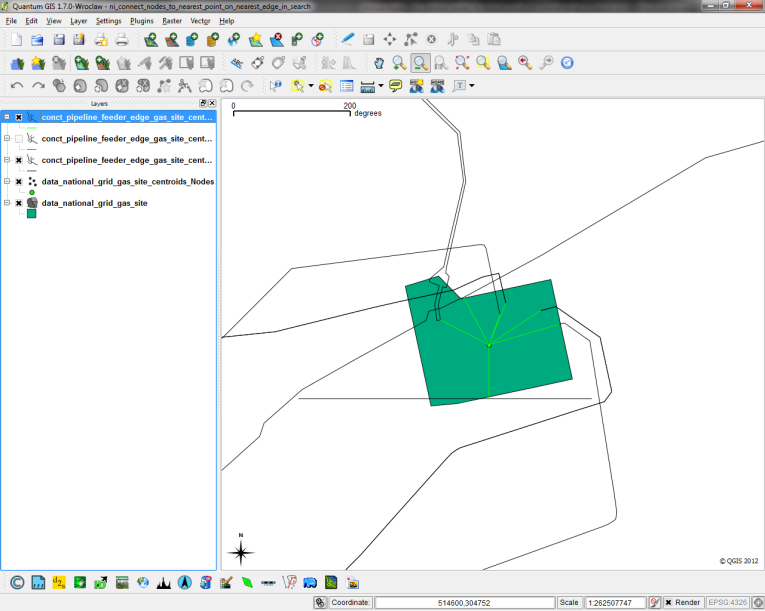 Quantum GIS 1.7.0-Wroclaw - ni_connect_nodes_to_nearest_point_on_nearest_edge_in_search
File Edit View Layer Settings Plugins Raster Vector Help
Layers
conct_pipeline_feeder_edge_gas_site_cent...
conct_pipeline_feeder_edge_gas_site_cent...
conct_pipeline_feeder_edge_gas_site_cent...
data_national_grid_gas_site_centroids_Nodes
data_national_grid_gas_site
0 200
degrees
N
© QGIS 2012
Coordinate: 514600,304752 Scale 1:262507747 Render EPSG:4326